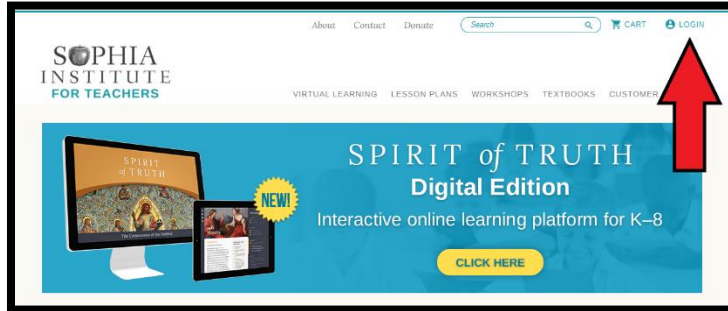 About Contact Donate Search CART LOGIN
SOPHIA
INSTITUTE
FOR TEACHERS
VIRTUAL LEARNING LESSON PLANS WORKSHOPS TEXTBOOKS CUSTOMER
SPIRIT
of TRUTH
NEW!
SPIRIT of TRUTH
Digital Edition
Interactive online learning platform for K–8
CLICK HERE